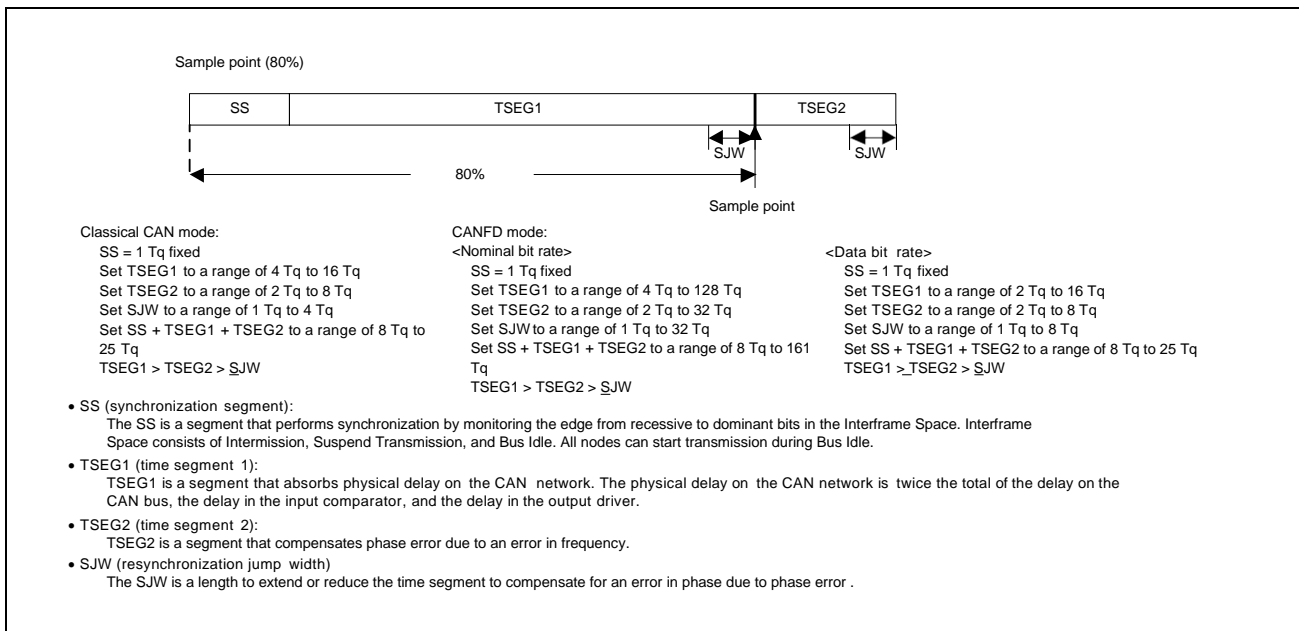 Sample point (80%)
SS TSEG1 TSEG2
SJW SJW
80%
Sample point
Classical CAN mode:
SS = 1 Tq fixed
Set TSEG1 to a range of 4 Tq to 16 Tq
Set TSEG2 to a range of 2 Tq to 8 Tq
Set SJW to a range of 1 Tq to 4 Tq
Set SS + TSEG1 + TSEG2 to a range of 8 Tq to
25 Tq
TSEG1 > TSEG2 > SJW
CANFD mode:
<Nominal bit rate>
SS = 1 Tq fixed
Set TSEG1 to a range of 4 Tq to 128 Tq
Set TSEG2 to a range of 2 Tq to 32 Tq
Set SJW to a range of 1 Tq to 32 Tq
Set SS + TSEG1 + TSEG2 to a range of 8 Tq to 161
Tq
TSEG1 > TSEG2 > SJW
<Data bit rate>
SS = 1 Tq fixed
Set TSEG1 to a range of 2 Tq to 16 Tq
Set TSEG2 to a range of 2 Tq to 8 Tq
Set SJW to a range of 1 Tq to 8 Tq
Set SS + TSEG1 + TSEG2 to a range of 8 Tq to 25 Tq
TSEG1 >_TSEG2 > SJW
• SS (synchronization segment):
The SS is a segment that performs synchronization by monitoring the edge from recessive to dominant bits in the Interframe Space. Interframe
Space consists of Intermission, Suspend Transmission, and Bus Idle. All nodes can start transmission during Bus Idle.
• TSEG1 (time segment 1):
TSEG1 is a segment that absorbs physical delay on the CAN network. The physical delay on the CAN network is twice the total of the delay on the
CAN bus, the delay in the input comparator, and the delay in the output driver.
• TSEG2 (time segment 2):
TSEG2 is a segment that compensates phase error due to an error in frequency.
• SJW (resynchronization jump width)
The SJW is a length to extend or reduce the time segment to compensate for an error in phase due to phase error .